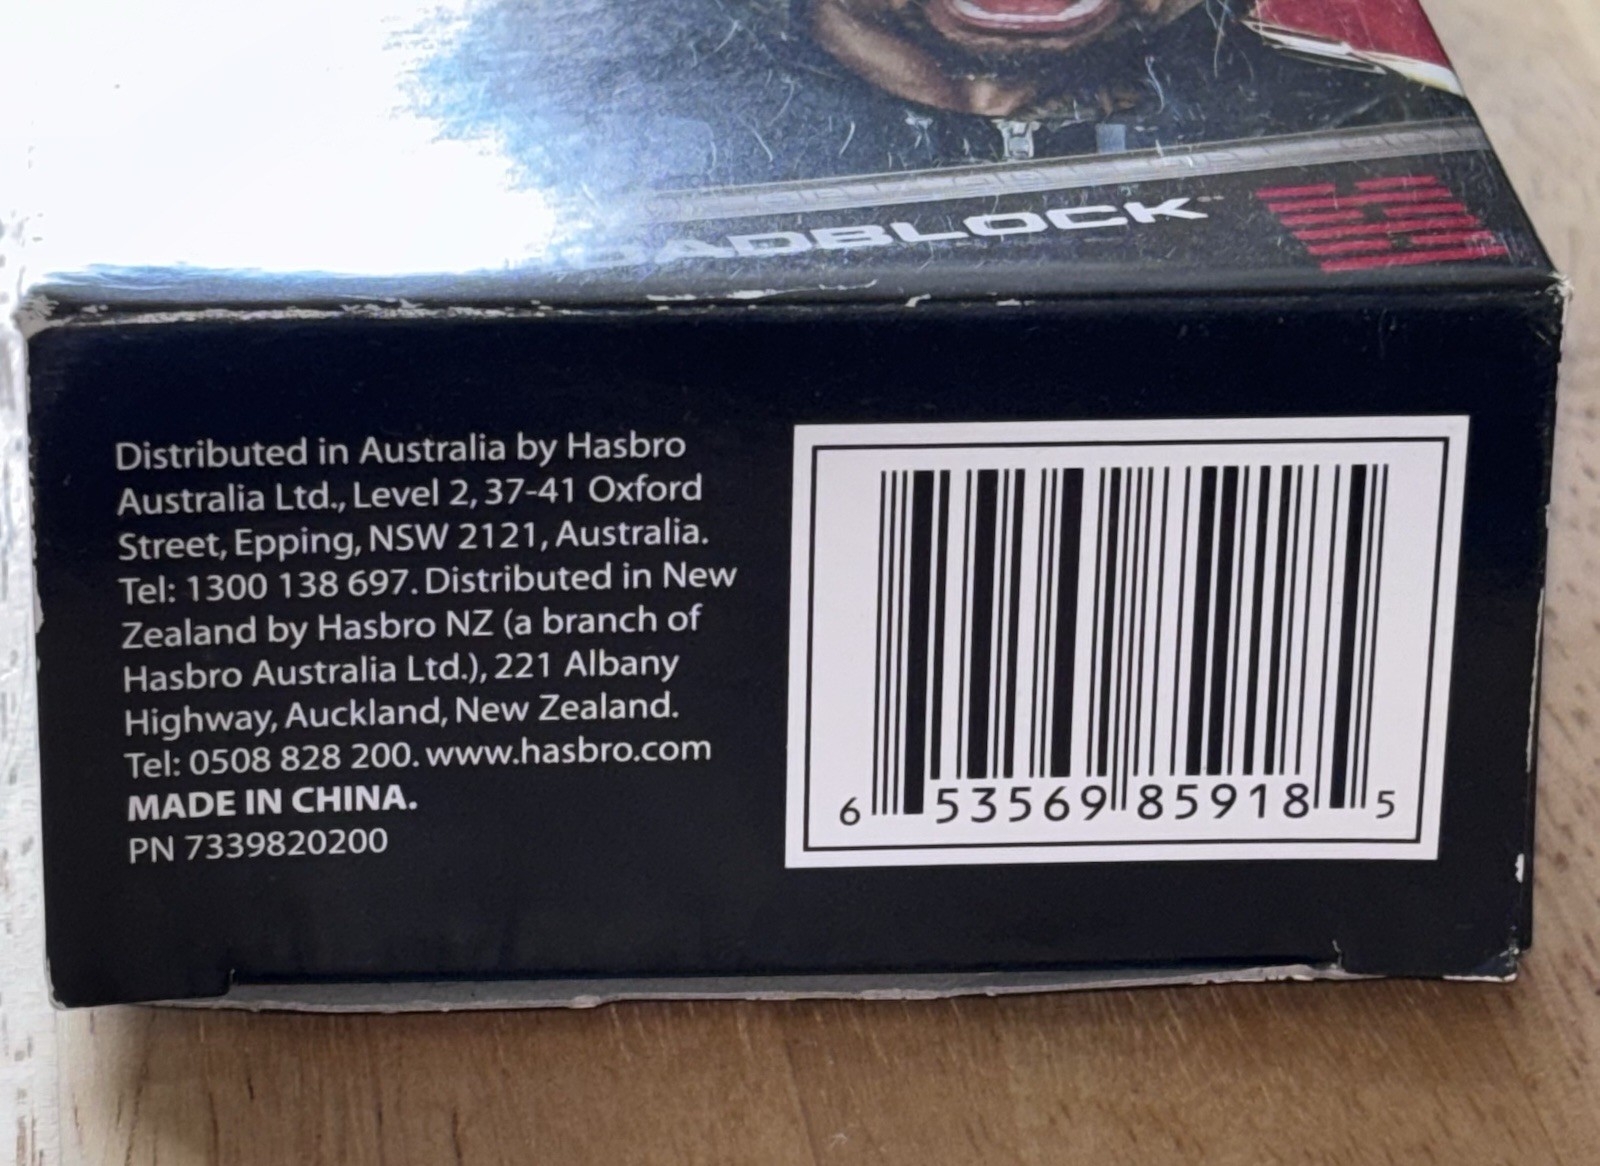 Distributed in Australia by Hasbro
Australia Ltd., Level 2, 37-41 Oxford
Street, Epping, NSW 2121, Australia.
Tel: 1300 138 697. Distributed in New
Zealand by Hasbro NZ (a branch of
Hasbro Australia Ltd.), 221 Albany
Highway, Auckland, New Zealand.
Tel: 0508 828 200. www.hasbro.com
MADE IN CHINA.
PN 7339820200
6 53569 85918 5